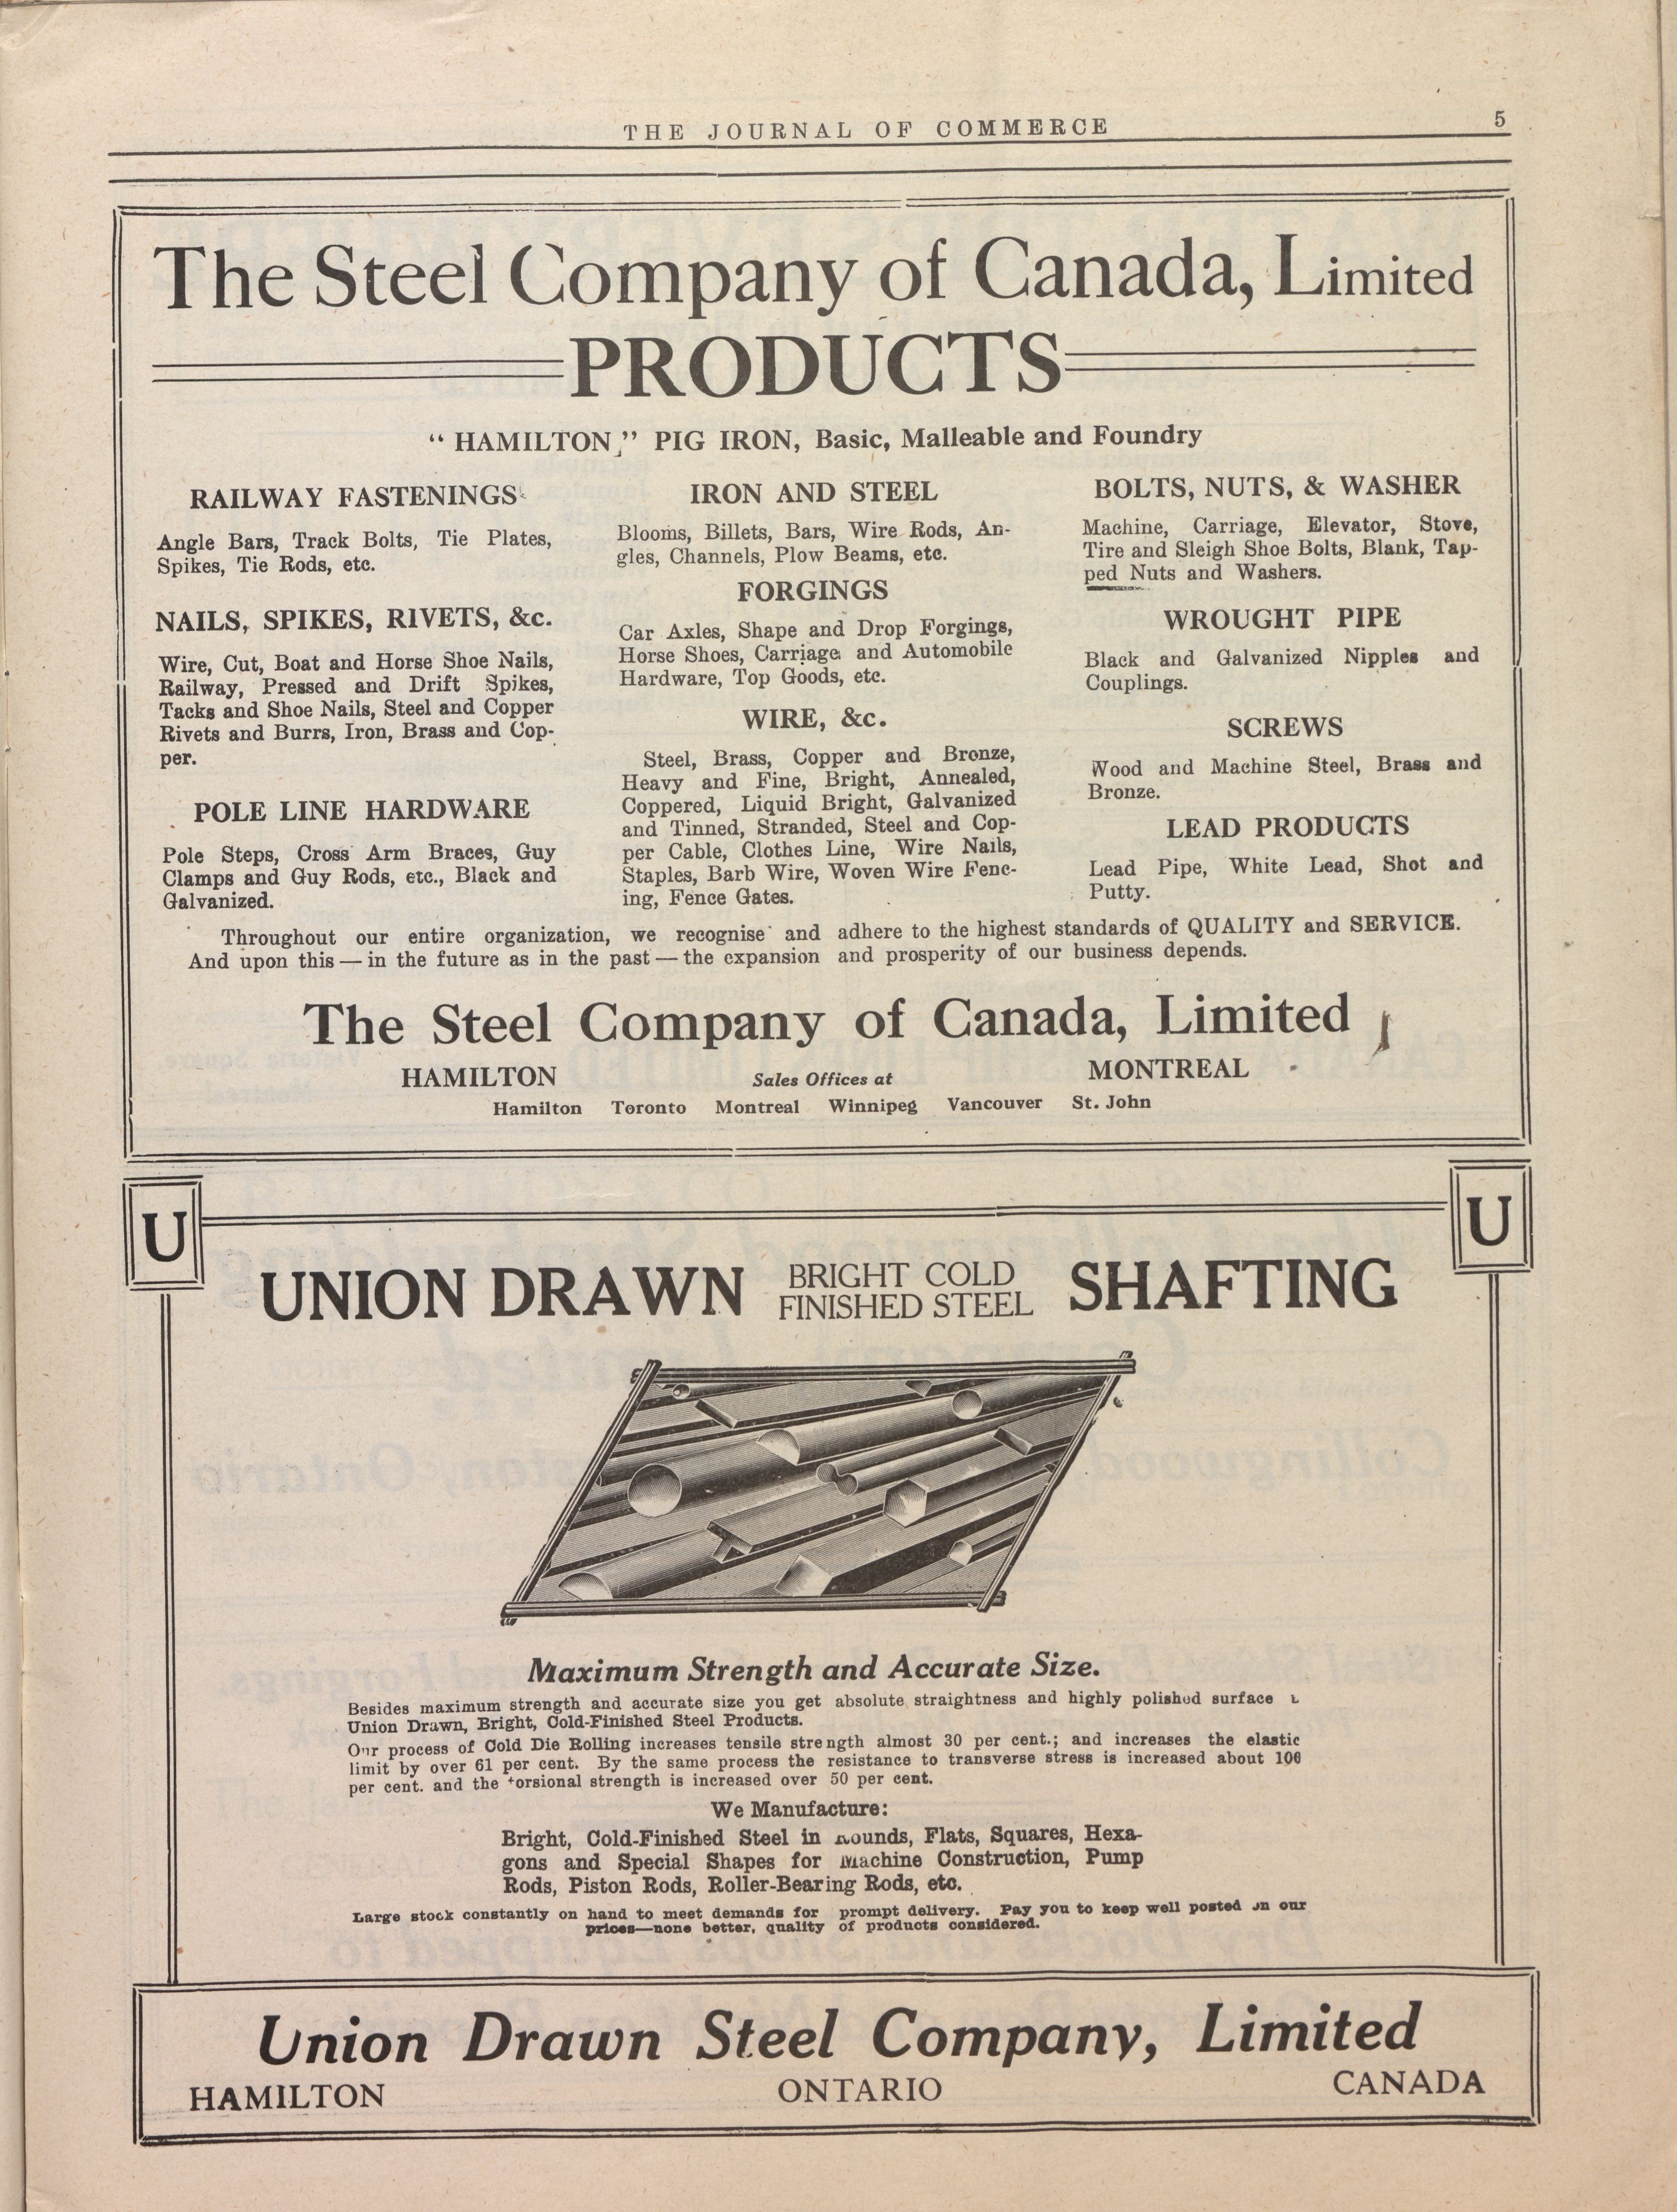 THE JOURNAL OF COMMERCE
5
The Steel Company of Canada, Limited
PRODUCTS
“ HAMILTON,” PIG IRON, Basic, Malleable and Foundry
RAILWAY FASTENINGS
Angle Bars, Track Bolts, Tie Plates,
Spikes, Tie Rods, etc.
NAILS, SPIKES, RIVETS, &c.
Wire, Cut, Boat and Horse Shoe Nails,
Railway, Pressed and Drift Spikes,
Tacks and Shoe Nails, Steel and Copper
Rivets and Burrs, Iron, Brass and Cop-
per.
POLE LINE HARDWARE
Pole Steps, Cross Arm Braces, Guy
Clamps and Guy Rods, etc., Black and
Galvanized.
IRON AND STEEL
Blooms, Billets, Bars, Wire Rods, An-
gles, Channels, Plow Beams, etc.
FORGINGS
Car Axles, Shape and Drop Forgings,
Horse Shoes, Carriage and Automobile
Hardware, Top Goods, etc.
WIRE, &c.
Steel, Brass, Copper and Bronze,
Heavy and Fine, Bright, Annealed,
Coppered, Liquid Bright, Galvanized
and Tinned, Stranded, Steel and Cop-
per Cable, Clothes Line, Wire Nails,
Staples, Barb Wire, Woven Wire Fenc-
ing, Fence Gates.
BOLTS, NUTS, & WASHER
Machine, Carriage, Elevator, Stove,
Tire and Sleigh Shoe Bolts, Blank, Tap-
ped Nuts and Washers.
WROUGHT PIPE
Black and Galvanized Nipples and
Couplings.
SCREWS
Wood and Machine Steel, Brass and
Bronze.
LEAD PRODUCTS
Lead Pipe, White Lead, Shot and
Putty.
Throughout our entire organization, we recognise and adhere to the highest standards of QUALITY and SERVICE.
And upon this — in the future as in the past — the expansion and prosperity of our business depends.
The Steel Company of Canada, Limited
HAMILTON
Sales Offices at
MONTREAL
Hamilton Toronto Montreal Winnipeg Vancouver St. John
U
U
UNION DRAWN BRIGHT COLD FINISHED STEEL SHAFTING
Maximum Strength and Accurate Size.
Besides maximum strength and accurate size you get absolute straightness and highly polished surface
Union Drawn, Bright, Cold-Finished Steel Products.
Our process of Cold Die Rolling increases tensile strength almost 30 per cent.; and increases the elastic
limit by over 61 per cent. By the same process the resistance to transverse stress is increased about 100
per cent. and the torsional strength is increased over 50 per cent.
We Manufacture:
Bright, Cold-Finished Steel in Rounds, Flats, Squares, Hexa-
gons and Special Shapes for Machine Construction, Pump
Rods, Piston Rods, Roller-Bearing Rods, etc.
Large stock constantly on hand to meet demands for prompt delivery. Pay you to keep well posted on our
prices—none better, quality of products considered.
Union Drawn Steel Company, Limited
HAMILTON
ONTARIO
CANADA